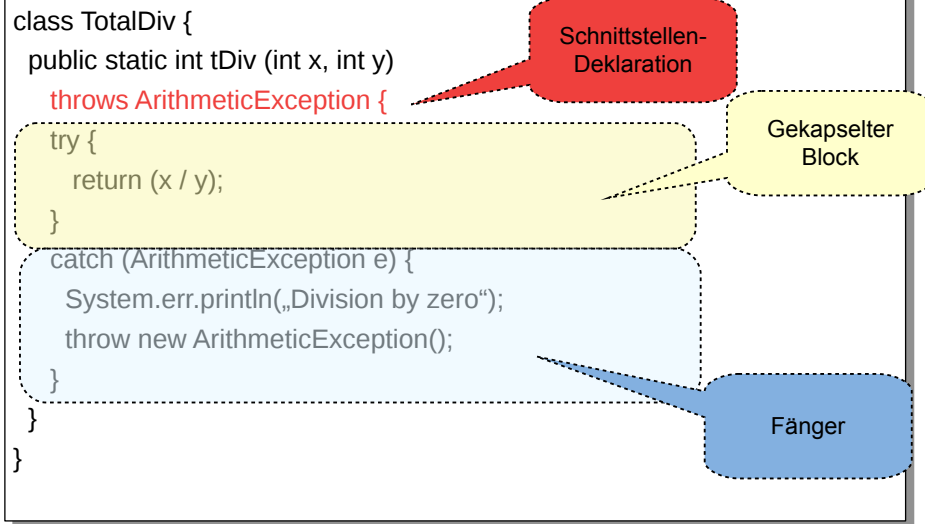 class TotalDiv {
public static int tDiv (int x, int y)
throws ArithmeticException {
try {
return (x / y);
}
catch (ArithmeticException e) {
System.err.println(„Division by zero“);
throw new ArithmeticException();
}
}
}
Schnittstellen-
Deklaration
Gekapselter
Block
Fänger